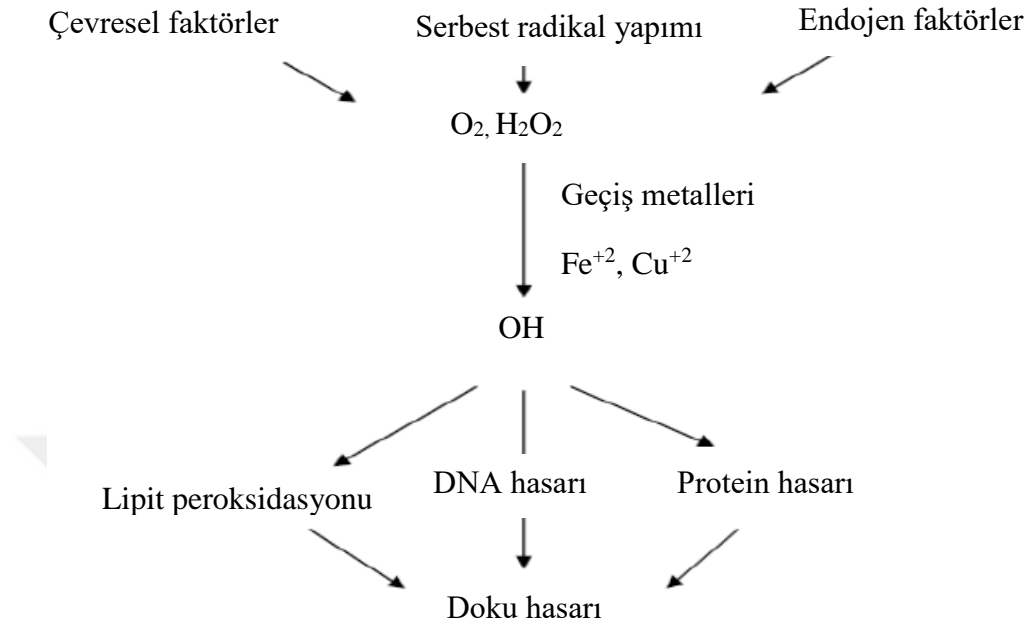 Çevresel faktörler
Serbest radikal yapımı
Endojen faktörler
O₂, H₂O₂
Geçiş metalleri
Fe⁺², Cu⁺²
OH
Lipit peroksidasyonu
DNA hasarı
Protein hasarı
Doku hasarı